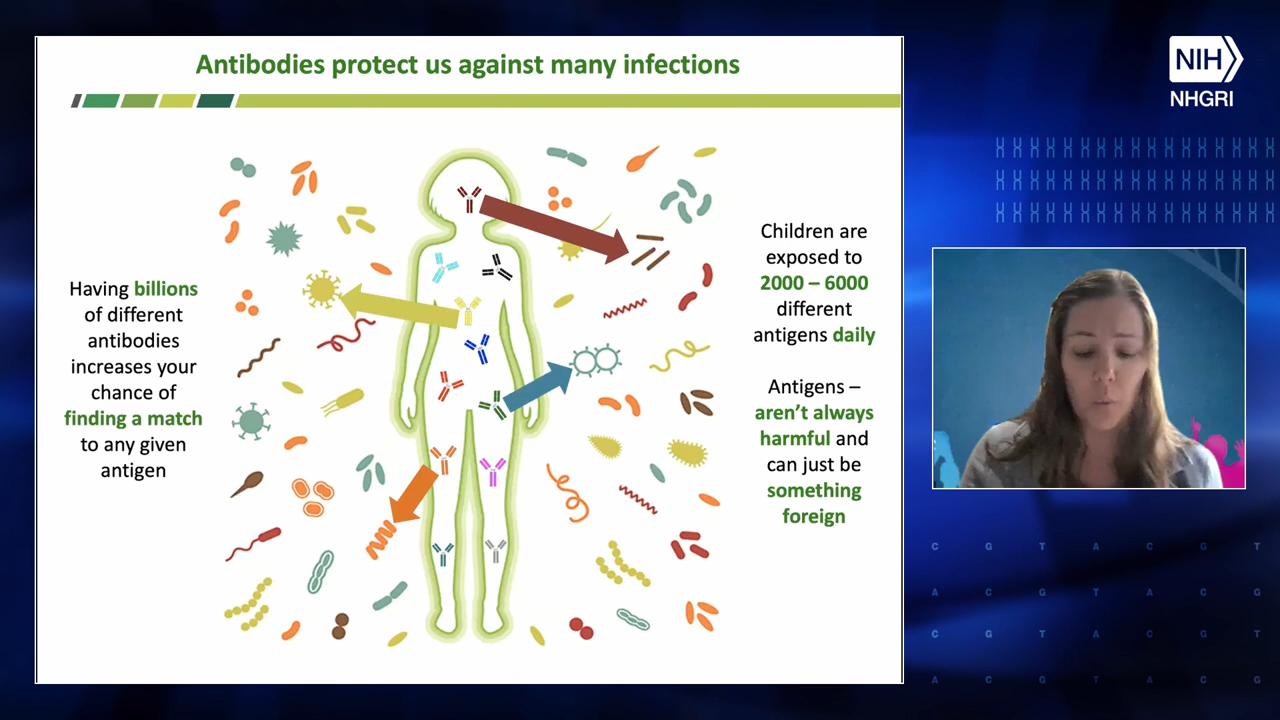 Antibodies protect us against many infections
NIH
NHGRI
Having billions
of different
antibodies
increases your
chance of
finding a match
to any given
antigen
Children are
exposed to
2000 – 6000
different
antigens daily
Antigens –
aren’t always
harmful and
can just be
something
foreign
C G T A C G T
A C G T A C G
C G T A C G T
A C G T A C G